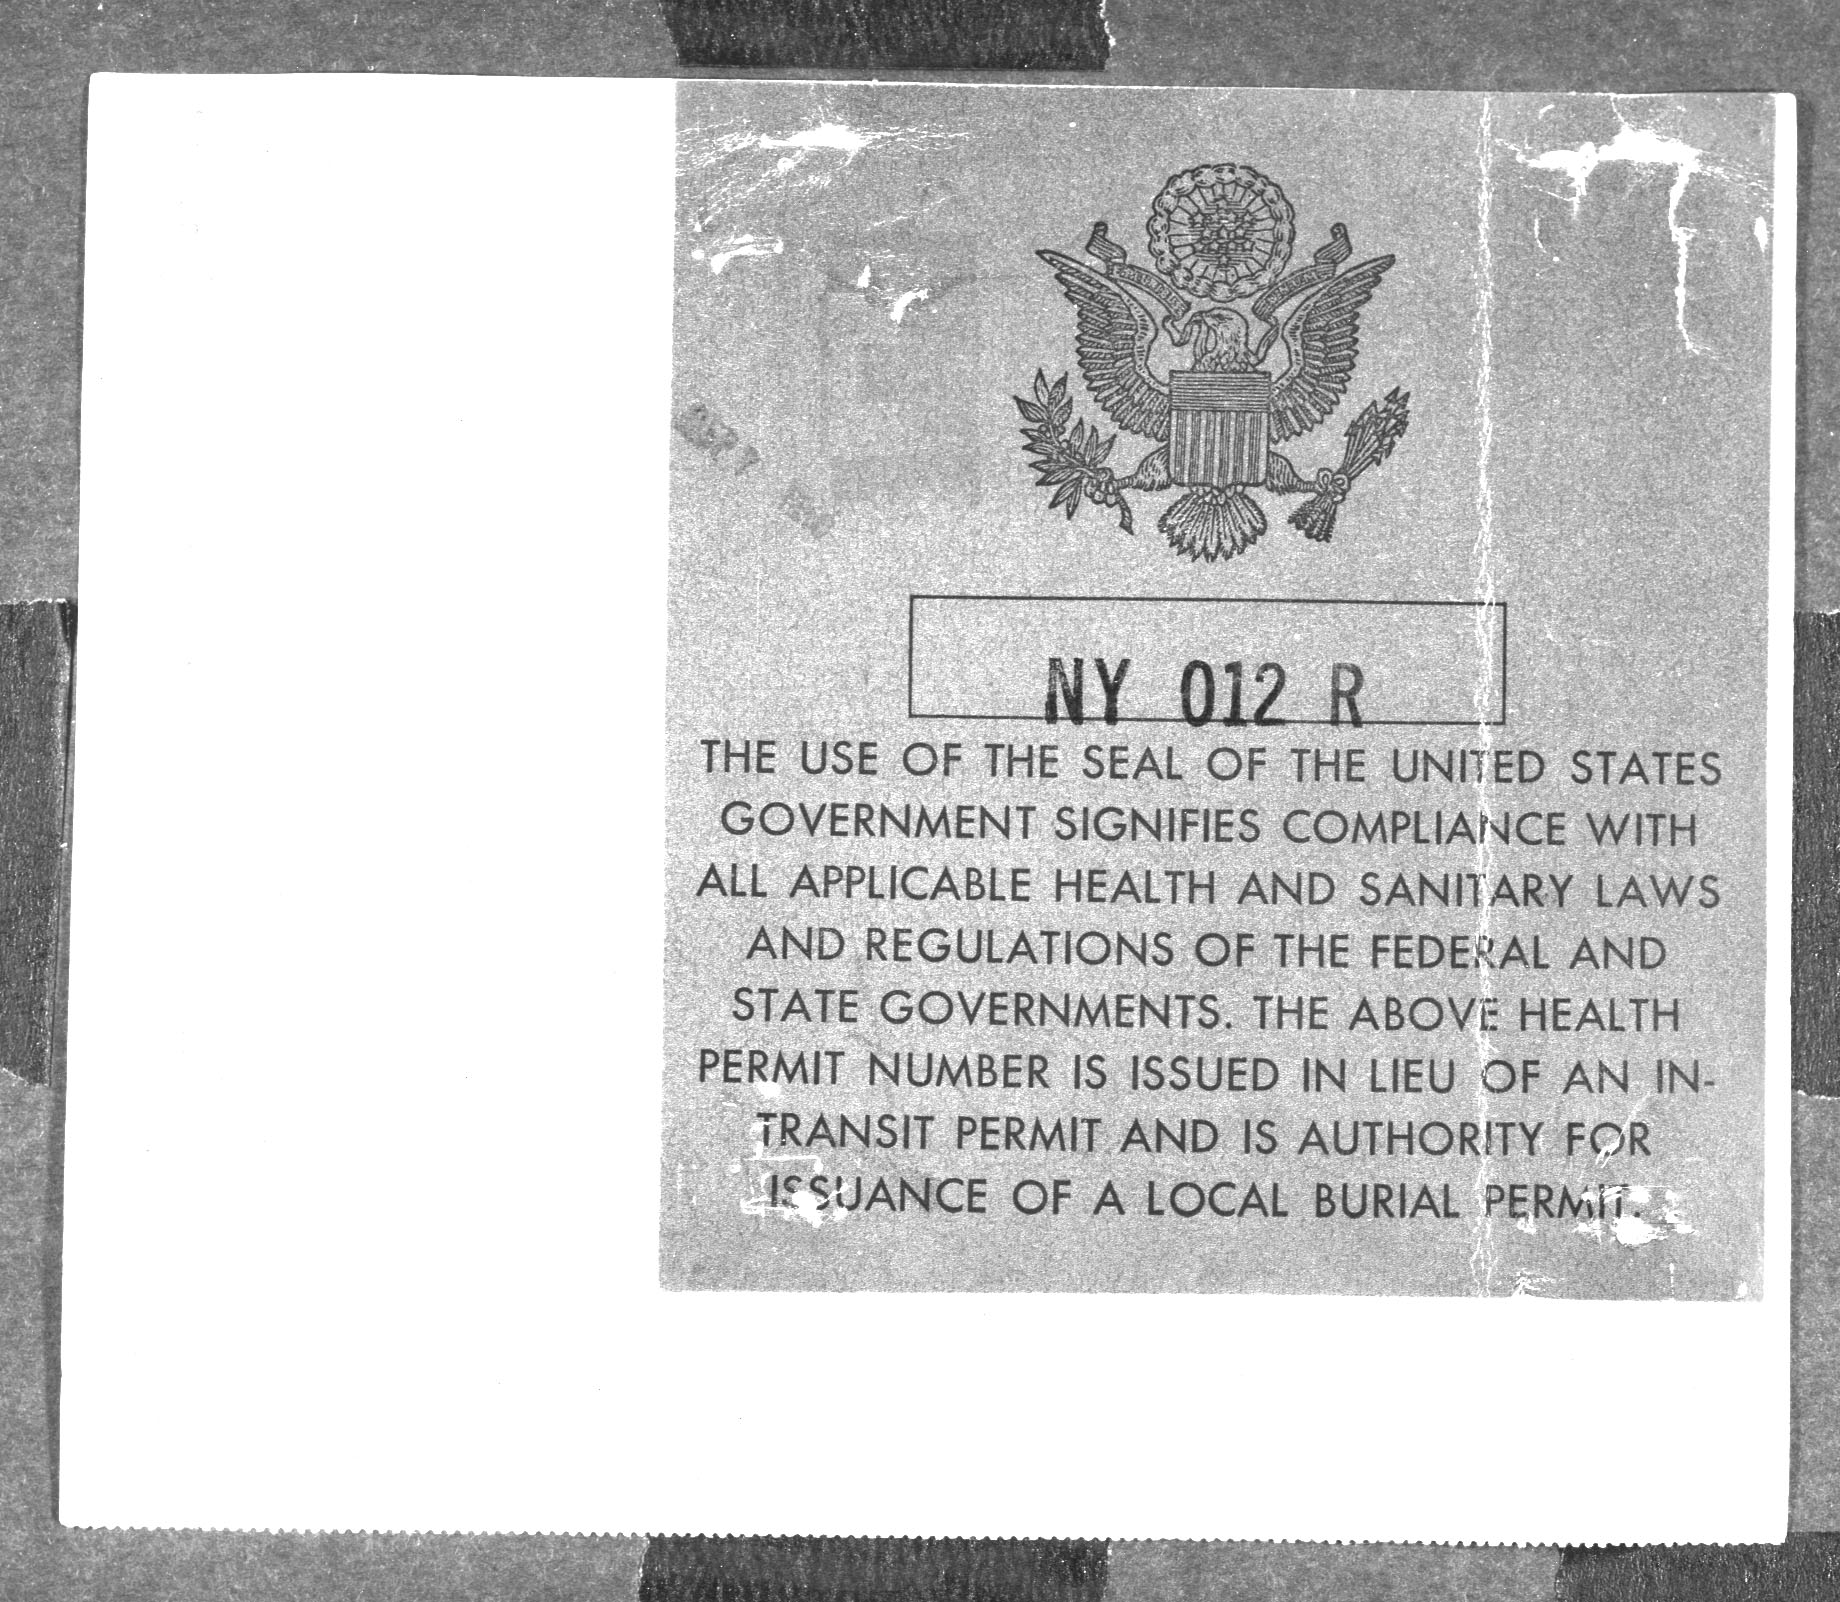 NY 012 R
THE USE OF THE SEAL OF THE UNITED STATES
GOVERNMENT SIGNIFIES COMPLIANCE WITH
ALL APPLICABLE HEALTH AND SANITARY LAWS
AND REGULATIONS OF THE FEDERAL AND
STATE GOVERNMENTS. THE ABOVE HEALTH
PERMIT NUMBER IS ISSUED IN LIEU OF AN IN-
TRANSIT PERMIT AND IS AUTHORITY FOR
ISSUANCE OF A LOCAL BURIAL PERMIT.